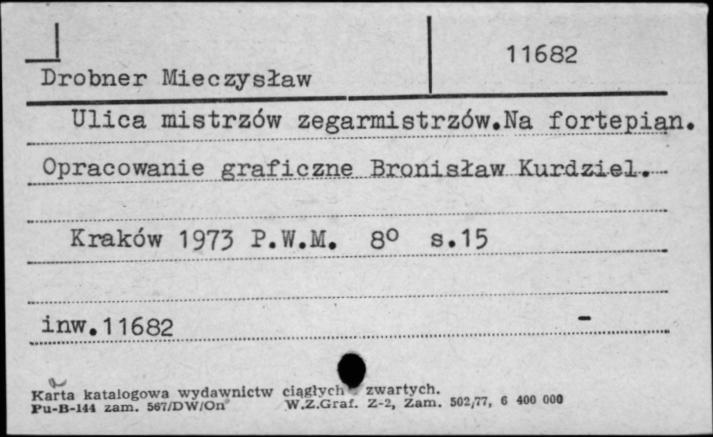 11682
Drobner Mieczysław
Ulica mistrzów zegarmistrzów.Na fortepian.
Opracowanie graficzne Bronisław Kurdziel.
Kraków 1973 P.W.M. 8º s.15
inw.11682 -
Karta katalogowa wydawnictw ciągłych zwartych.
Pu-B-144 zam. 567/DW/On W.Z.Graf. Z-2, Zam. 502/77, 6 400 000